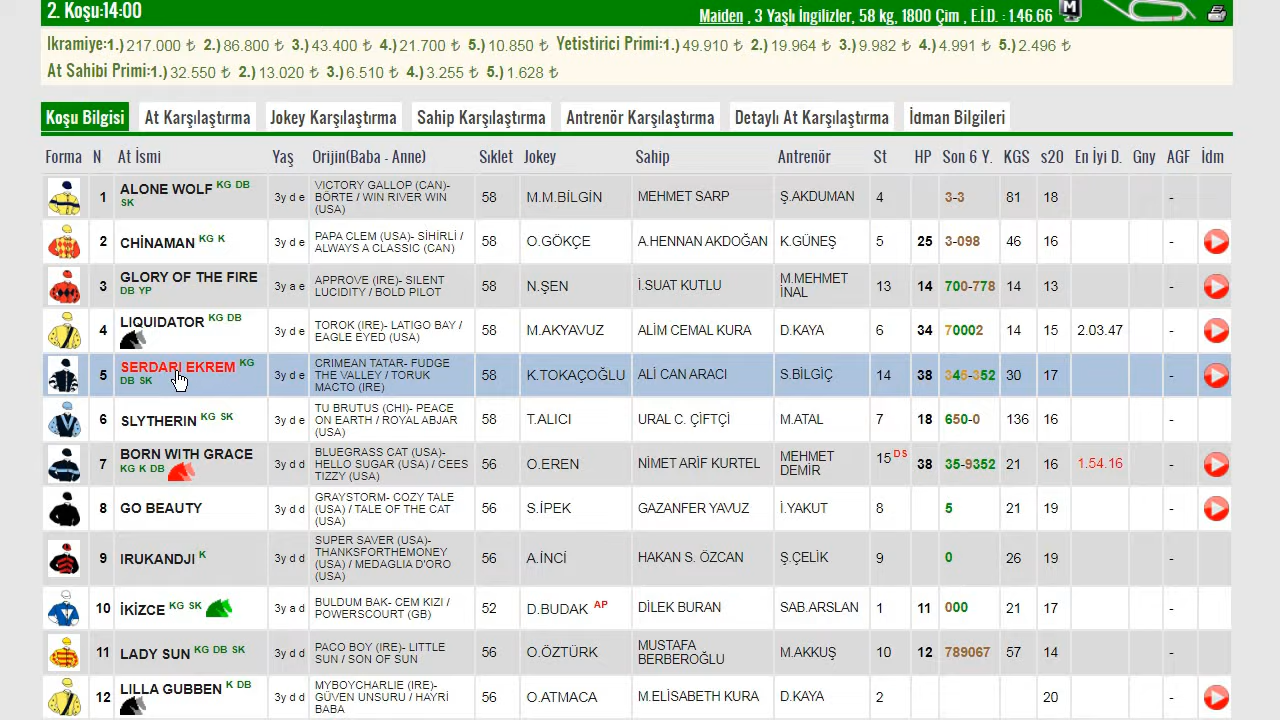 2. Koşu:14:00
Maiden , 3 Yaşlı İngilizler, 58 kg, 1800 Çim , E.İ.D. : 1.46.66 M
Ikramiye:1.) 217.000 ₺ 2.) 86.800 ₺ 3.) 43.400 ₺ 4.) 21.700 ₺ 5.) 10.850 ₺ Yetistirici Primi:1.) 49.910 ₺ 2.) 19.964 ₺ 3.) 9.982 ₺ 4.) 4.991 ₺ 5.) 2.496 ₺
At Sahibi Primi:1.) 32.550 ₺ 2.) 13.020 ₺ 3.) 6.510 ₺ 4.) 3.255 ₺ 5.) 1.628 ₺
Koşu Bilgisi At Karşılaştırma Jokey Karşılaştırma Sahip Karşılaştırma Antrenör Karşılaştırma Detaylı At Karşılaştırma İdman Bilgileri
Forma N At İsmi Yaş Orijin(Baba - Anne) Sıklet Jokey Sahip Antrenör St HP Son 6 Y. KGS s20 En İyi D. Gny AGF İdm
1 ALONE WOLF KG DB SK 3y d e VICTORY GALLOP (CAN)- BÖRTE / WIN RIVER WIN (USA) 58 M.M.BİLGİN MEHMET SARP Ş.AKDUMAN 4 3-3 81 18 -
2 CHİNAMAN KG K 3y d e PAPA CLEM (USA)- SİHİRLİ / ALWAYS A CLASSIC (CAN) 58 O.GÖKÇE A.HENNAN AKDOĞAN K.GÜNEŞ 5 25 3-098 46 16 -
3 GLORY OF THE FIRE DB YP 3y a e APPROVE (IRE)- SILENT LUCIDITY / BOLD PILOT 58 N.ŞEN İ.SUAT KUTLU M.MEHMET İNAL 13 14 700-778 14 13 -
4 LIQUIDATOR KG DB 3y d e TOROK (IRE)- LATIGO BAY / EAGLE EYED (USA) 58 M.AKYAVUZ ALİM CEMAL KURA D.KAYA 6 34 70002 14 15 2.03.47 -
5 SERDARI EKREM KG DB SK 3y d e CRIMEAN TATAR- FUDGE THE VALLEY / TORUK MACTO (IRE) 58 K.TOKAÇOĞLU ALİ CAN ARACI S.BİLGİÇ 14 38 346-352 30 17 -
6 SLYTHERIN KG SK 3y d e TU BRUTUS (CHI)- PEACE ON EARTH / ROYAL ABJAR (USA) 58 T.ALICI URAL C. ÇİFTÇİ M.ATAL 7 18 650-0 136 16 -
7 BORN WITH GRACE KG K DB 3y d d BLUEGRASS CAT (USA)- HELLO SUGAR (USA) / CEES TIZZY (USA) 56 O.EREN NİMET ARİF KURTEL MEHMET DEMİR 15 DS 38 35-9352 21 16 1.54.16 -
8 GO BEAUTY 3y d d GRAYSTORM- COZY TALE (USA) / TALE OF THE CAT (USA) 56 S.İPEK GAZANFER YAVUZ İ.YAKUT 8 5 21 19 -
9 IRUKANDJI K 3y d d SUPER SAVER (USA)- THANKSFORTHEMONEY (USA) / MEDAGLIA D'ORO (USA) 56 A.İNCİ HAKAN S. ÖZCAN Ş.ÇELİK 9 0 26 19 -
10 İKİZCE KG SK 3y a d BULDUM BAK- CEM KIZI / POWERSCOURT (GB) 52 D.BUDAK AP DİLEK BURAN SAB.ARSLAN 1 11 000 21 17 -
11 LADY SUN KG DB SK 3y d d PACO BOY (IRE)- LITTLE SUN / SON OF SUN 56 O.ÖZTÜRK MUSTAFA BERBEROĞLU M.AKKUŞ 10 12 789067 57 14 -
12 LILLA GUBBEN K DB 3y d d MYBOYCHARLIE (IRE)- GÜVEN UNSURU / HAYRİ BABA 56 O.ATMACA M.ELİSABETH KURA D.KAYA 2 20 -